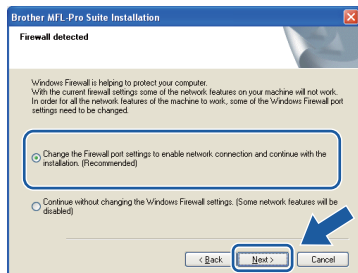 Brother MFL-Pro Suite Installation
Firewall detected
Windows Firewall is helping to protect your computer.
With the current firewall settings some of the network features on your machine will not work.
In order for all the network features of the machine to work, some of the Windows Firewall port
settings need to be changed.
Change the Firewall port settings to enable network connection and continue with the
installation. (Recommended)
Continue without changing the Windows Firewall settings. (Some network features will be
disabled)
< Back
Next >
Cancel